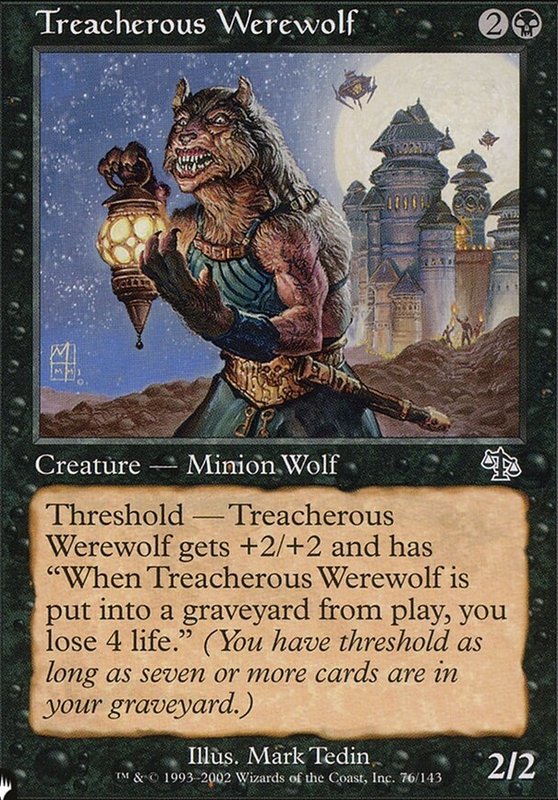 Treacherous Werewolf
2
Creature — Minion Wolf
Threshold — Treacherous
Werewolf gets +2/+2 and has
“When Treacherous Werewolf is
put into a graveyard from play, you
lose 4 life.” (You have threshold as
long as seven or more cards are in
your graveyard.)
Illus. Mark Tedin
™ & © 1993-2002 Wizards of the Coast, Inc. 76/143
2/2